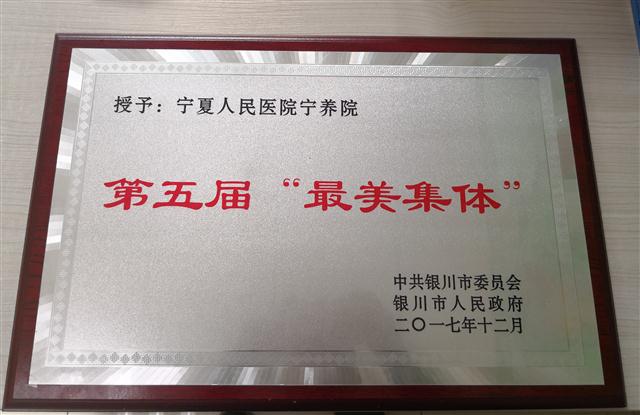 授予：宁夏人民医院宁养院
第五届“最美集体”
中共银川市委员会
银川市人民政府
二〇一七年十二月